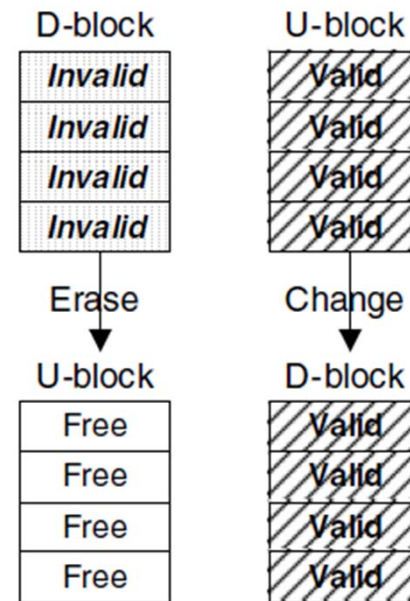 D-block U-block
Invalid Valid
Invalid Valid
Invalid Valid
Invalid Valid
Erase Change
U-block D-block
Free Valid
Free Valid
Free Valid
Free Valid